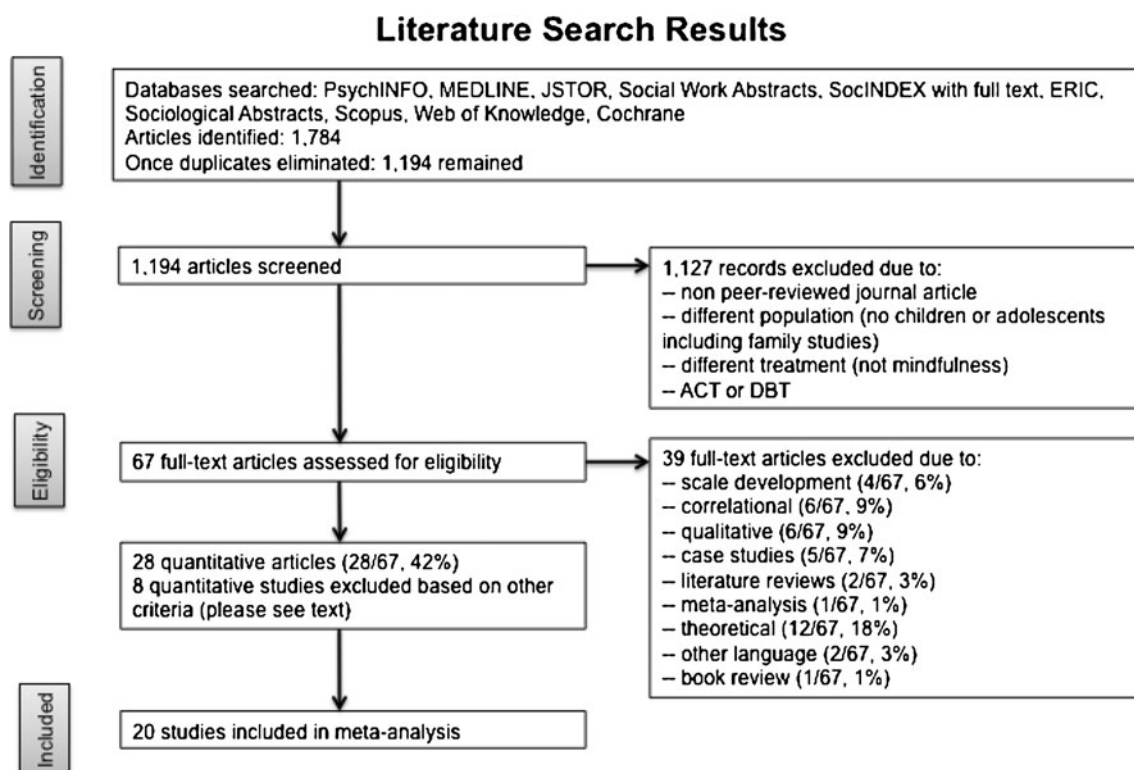 Literature Search Results
Identification
Databases searched: PsychINFO, MEDLINE, JSTOR, Social Work Abstracts, SocINDEX with full text, ERIC,
Sociological Abstracts, Scopus, Web of Knowledge, Cochrane
Articles identified: 1,784
Once duplicates eliminated: 1,194 remained
Screening
1,194 articles screened
1,127 records excluded due to:
– non peer-reviewed journal article
– different population (no children or adolescents
including family studies)
– different treatment (not mindfulness)
– ACT or DBT
Eligibility
67 full-text articles assessed for eligibility
39 full-text articles excluded due to:
– scale development (4/67, 6%)
– correlational (6/67, 9%)
– qualitative (6/67, 9%)
– case studies (5/67, 7%)
– literature reviews (2/67, 3%)
– meta-analysis (1/67, 1%)
– theoretical (12/67, 18%)
– other language (2/67, 3%)
– book review (1/67, 1%)
28 quantitative articles (28/67, 42%)
8 quantitative studies excluded based on other
criteria (please see text)
Included
20 studies included in meta-analysis